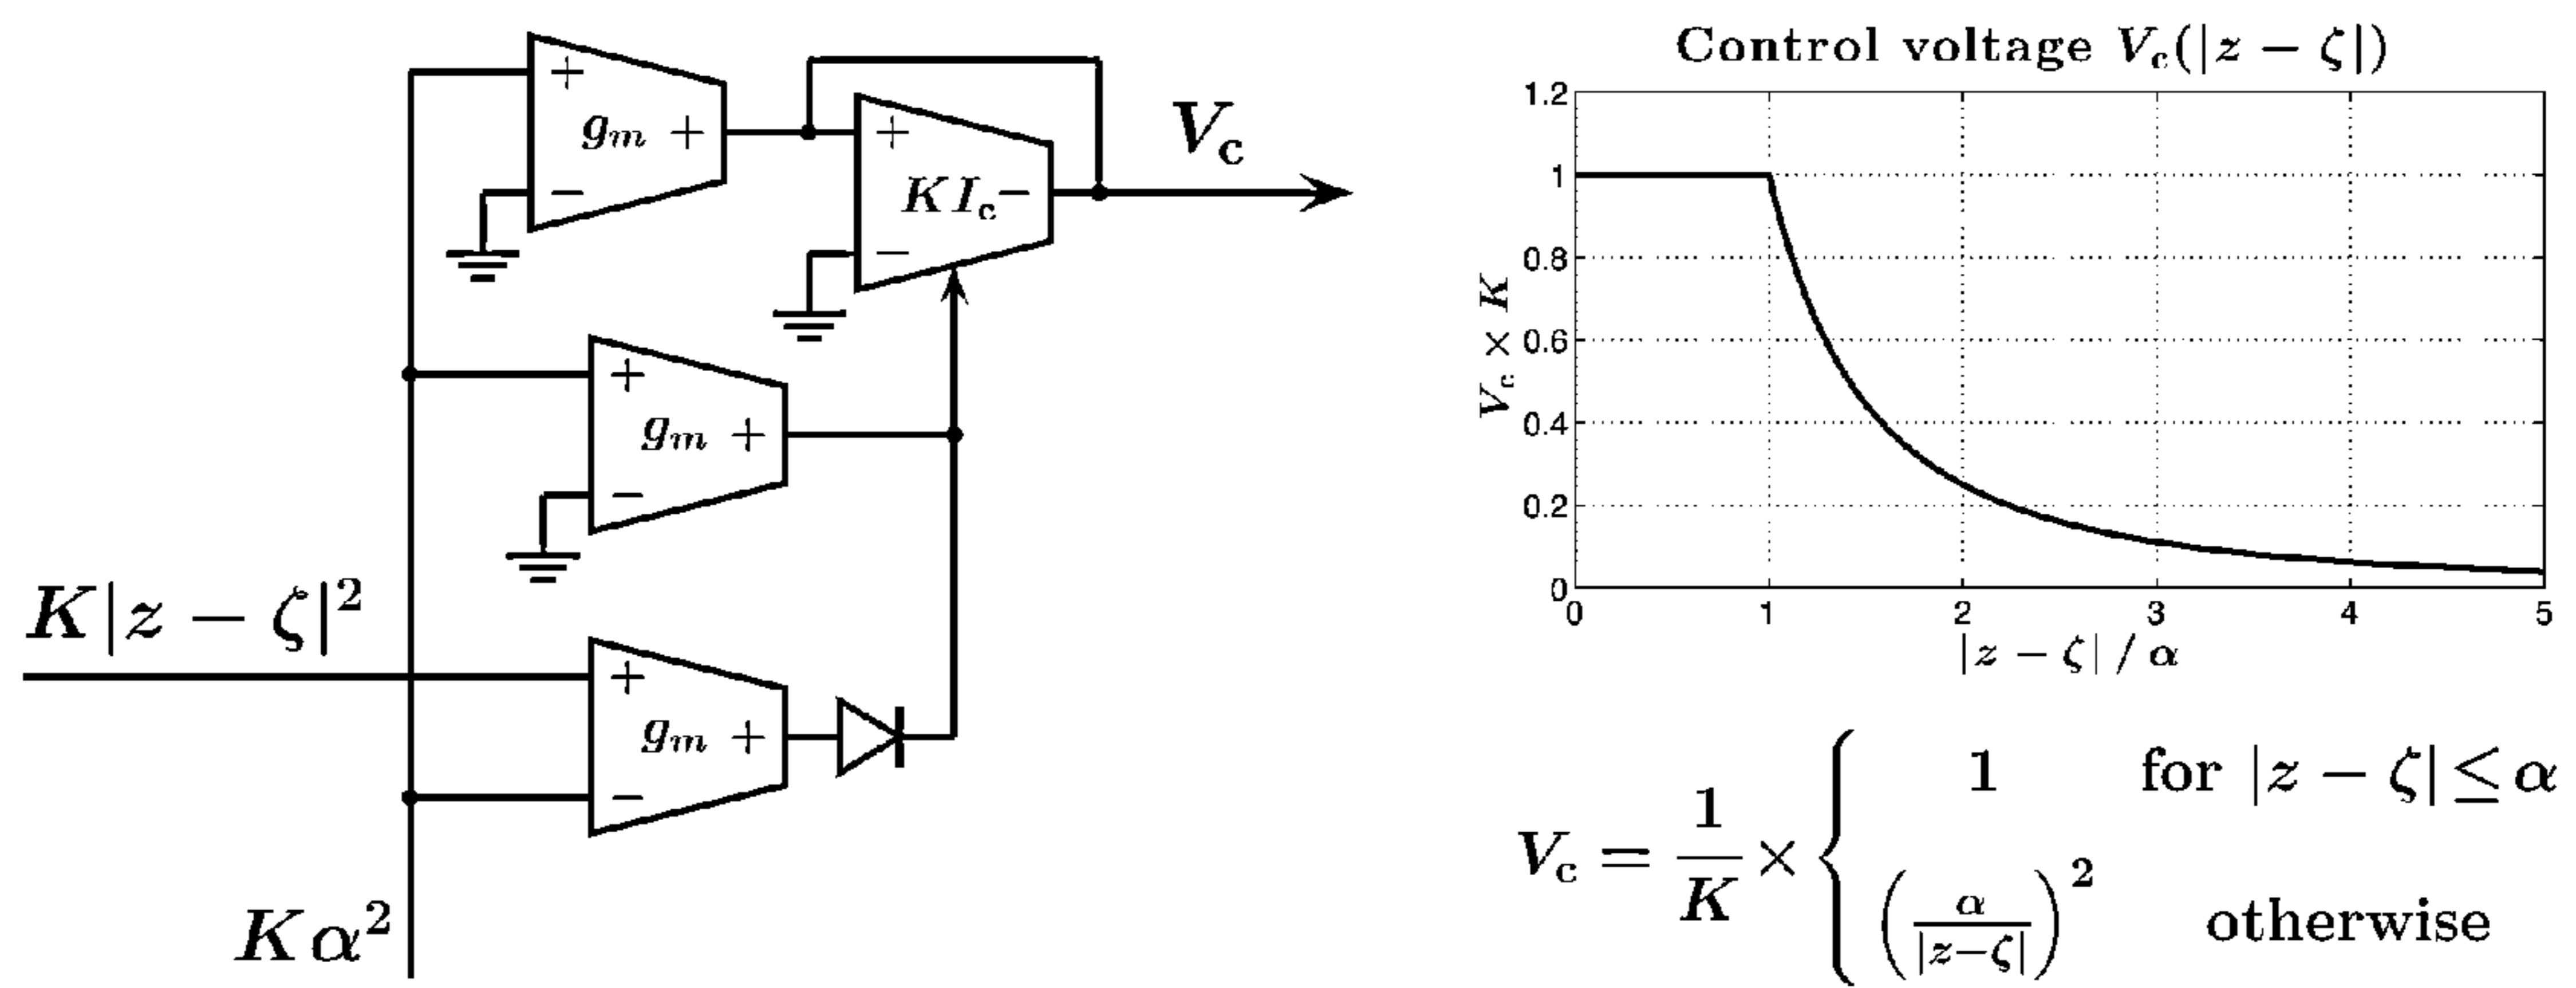 +
g_m +
−
+
K I_c −
−
V_c
+
g_m +
−
K|z − ζ|²
+
g_m +
−
Kα²
Control voltage V_c(|z − ζ|)
V_c × K
1.2
1
0.8
0.6
0.4
0.2
0
0 1 2 3 4 5
|z − ζ| / α
V_c = 1/K × { 1 for |z − ζ| ≤ α
(α/|z−ζ|)² otherwise